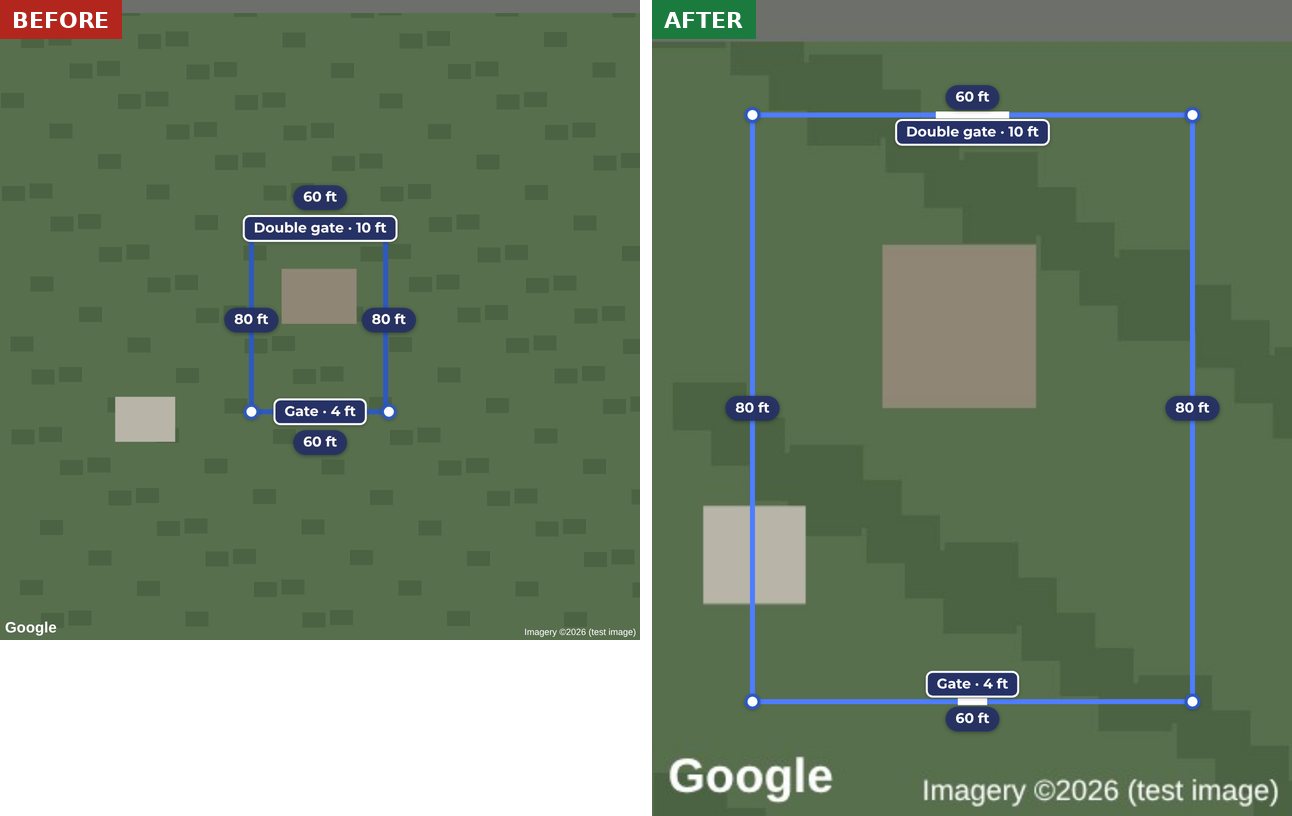 BEFORE
60 ft
Double gate · 10 ft
80 ft
80 ft
Gate · 4 ft
60 ft
Google
Imagery ©2026 (test image)
AFTER
60 ft
Double gate · 10 ft
80 ft
80 ft
Gate · 4 ft
60 ft
Google
Imagery ©2026 (test image)